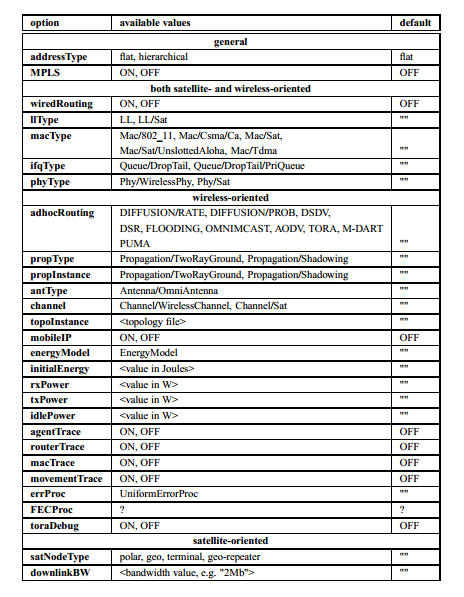 option available values default
general
addressType flat, hierarchical flat
MPLS ON, OFF OFF
both satellite- and wireless-oriented
wiredRouting ON, OFF OFF
llType LL, LL/Sat ""
macType Mac/802_11, Mac/Csma/Ca, Mac/Sat,
Mac/Sat/UnslottedAloha, Mac/Tdma ""
ifqType Queue/DropTail, Queue/DropTail/PriQueue ""
phyType Phy/WirelessPhy, Phy/Sat ""
wireless-oriented
adhocRouting DIFFUSION/RATE, DIFFUSION/PROB, DSDV,
DSR, FLOODING, OMNIMCAST, AODV, TORA, M-DART
PUMA ""
propType Propagation/TwoRayGround, Propagation/Shadowing ""
propInstance Propagation/TwoRayGround, Propagation/Shadowing ""
antType Antenna/OmniAntenna ""
channel Channel/WirelessChannel, Channel/Sat ""
topoInstance <topology file> ""
mobileIP ON, OFF OFF
energyModel EnergyModel ""
initialEnergy <value in Joules> ""
rxPower <value in W> ""
txPower <value in W> ""
idlePower <value in W> ""
agentTrace ON, OFF OFF
routerTrace ON, OFF OFF
macTrace ON, OFF OFF
movementTrace ON, OFF OFF
errProc UniformErrorProc ""
FECProc ? ?
toraDebug ON, OFF OFF
satellite-oriented
satNodeType polar, geo, terminal, geo-repeater ""
downlinkBW <bandwidth value, e.g. "2Mb"> ""